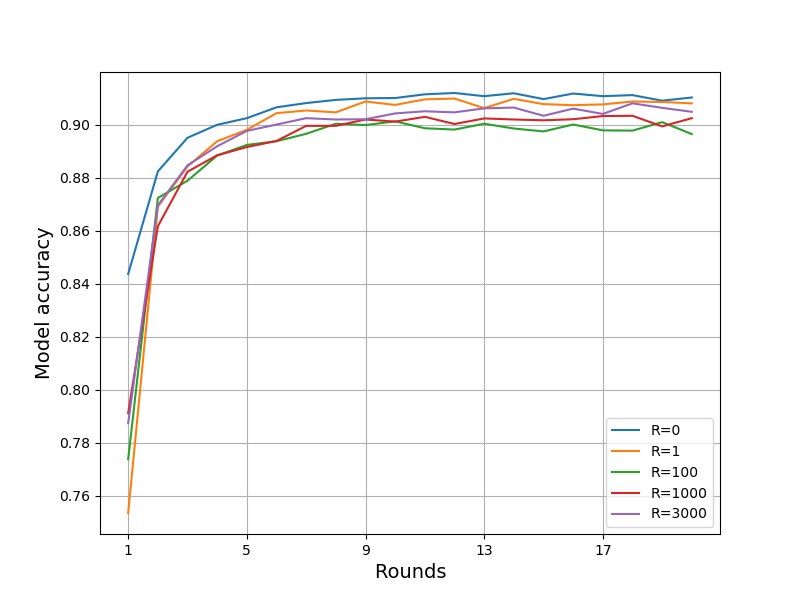 0.90
0.88
0.86
0.84
0.82
0.80
0.78
0.76
Model accuracy
1 5 9 13 17
Rounds
R=0
R=1
R=100
R=1000
R=3000